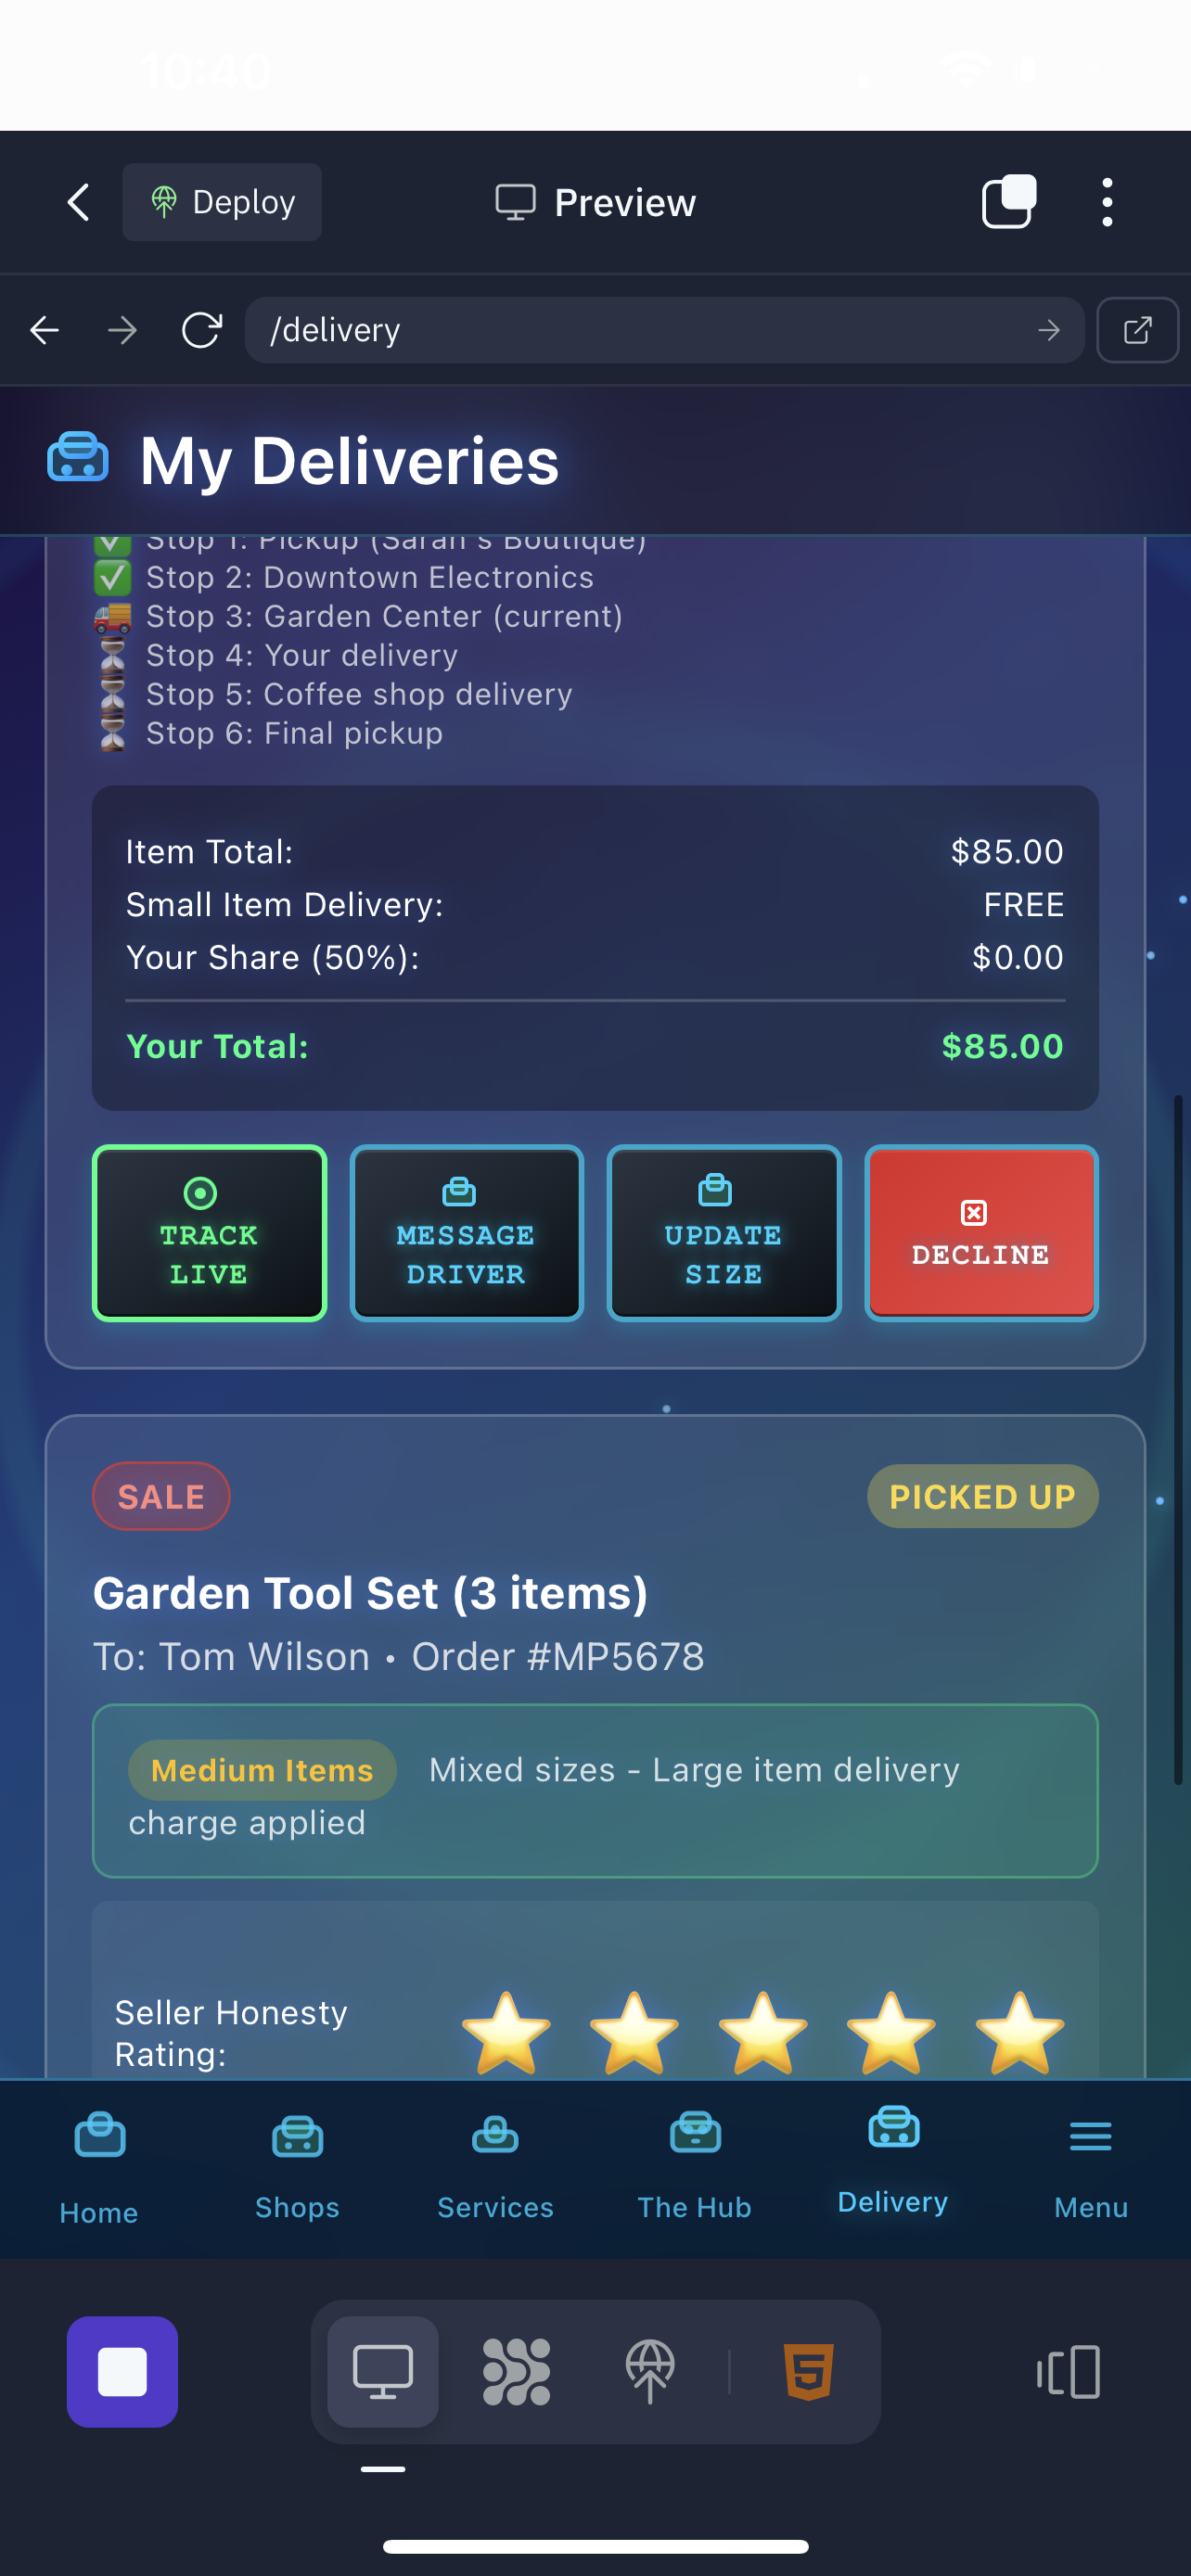 10:40
Deploy
Preview
/delivery
My Deliveries
✅ Stop 1: Pickup (Sarah's Boutique)
✅ Stop 2: Downtown Electronics
🚚 Stop 3: Garden Center (current)
⏳ Stop 4: Your delivery
⏳ Stop 5: Coffee shop delivery
⏳ Stop 6: Final pickup
Item Total: $85.00
Small Item Delivery: FREE
Your Share (50%): $0.00
Your Total: $85.00
TRACK LIVE
MESSAGE DRIVER
UPDATE SIZE
DECLINE
SALE
PICKED UP
Garden Tool Set (3 items)
To: Tom Wilson • Order #MP5678
Medium Items Mixed sizes - Large item delivery
charge applied
Seller Honesty
Rating: ⭐ ⭐ ⭐ ⭐ ⭐
Home Shops Services The Hub Delivery Menu